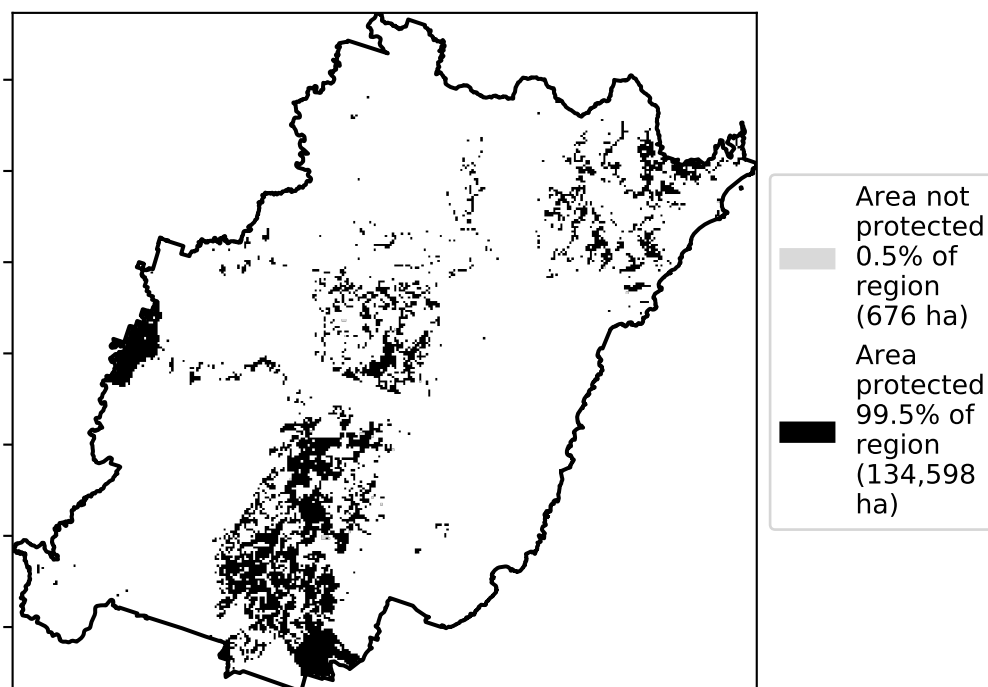 Area not
protected
0.5% of
region
(676 ha)
Area
protected
99.5% of
region
(134,598
ha)